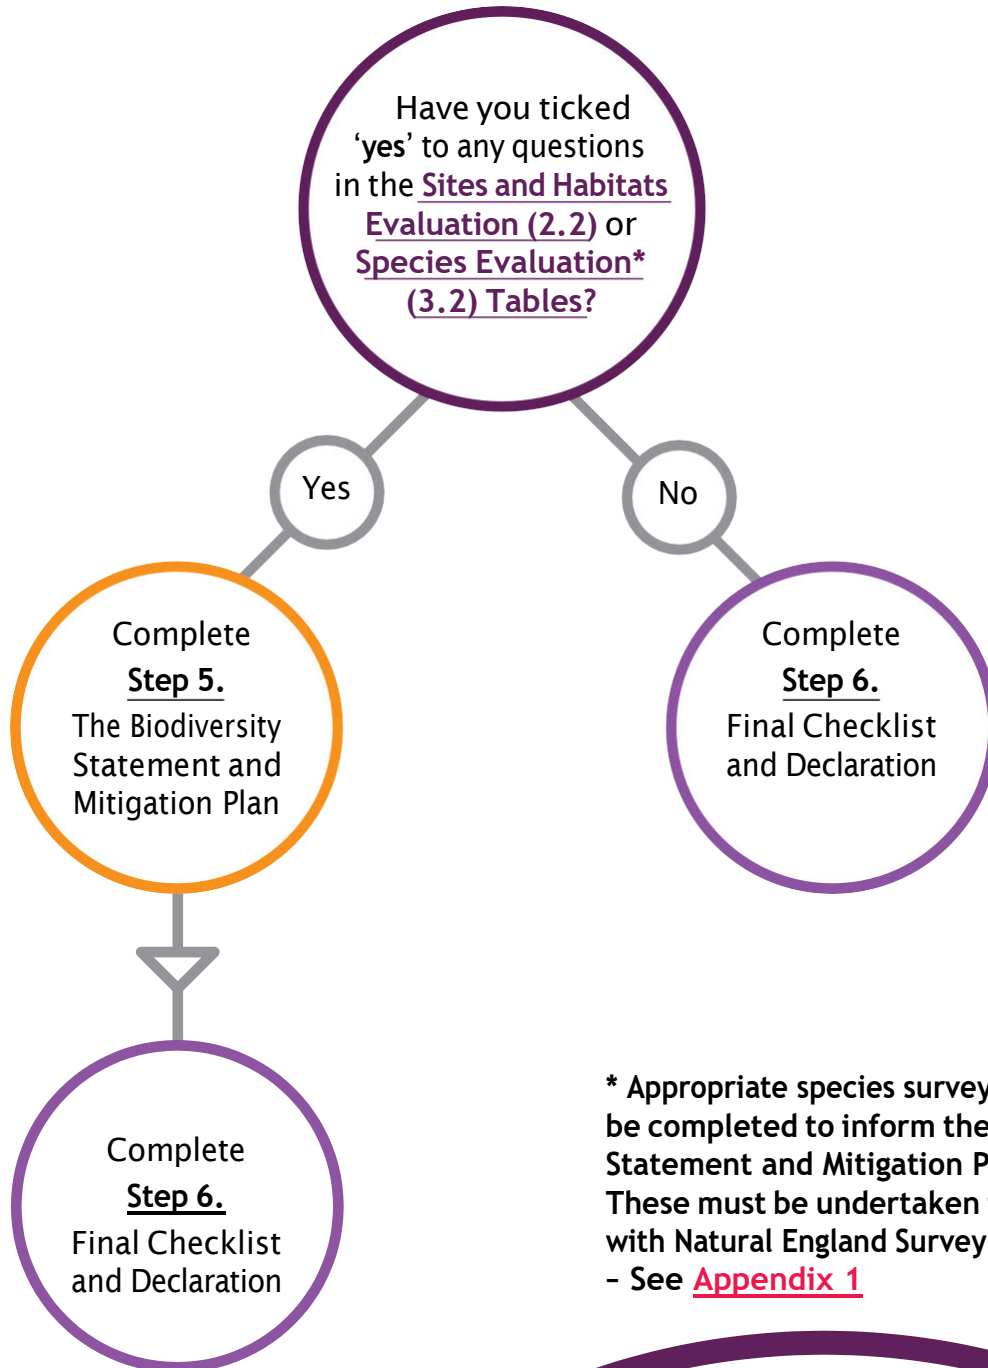 Have you ticked
‘yes’ to any questions
in the Sites and Habitats
Evaluation (2.2) or
Species Evaluation*
(3.2) Tables?
Yes
No
Complete
Step 5.
The Biodiversity
Statement and
Mitigation Plan
Complete
Step 6.
Final Checklist
and Declaration
Complete
Step 6.
Final Checklist
and Declaration
* Appropriate species survey
be completed to inform the
Statement and Mitigation P
These must be undertaken
with Natural England Survey
– See Appendix 1